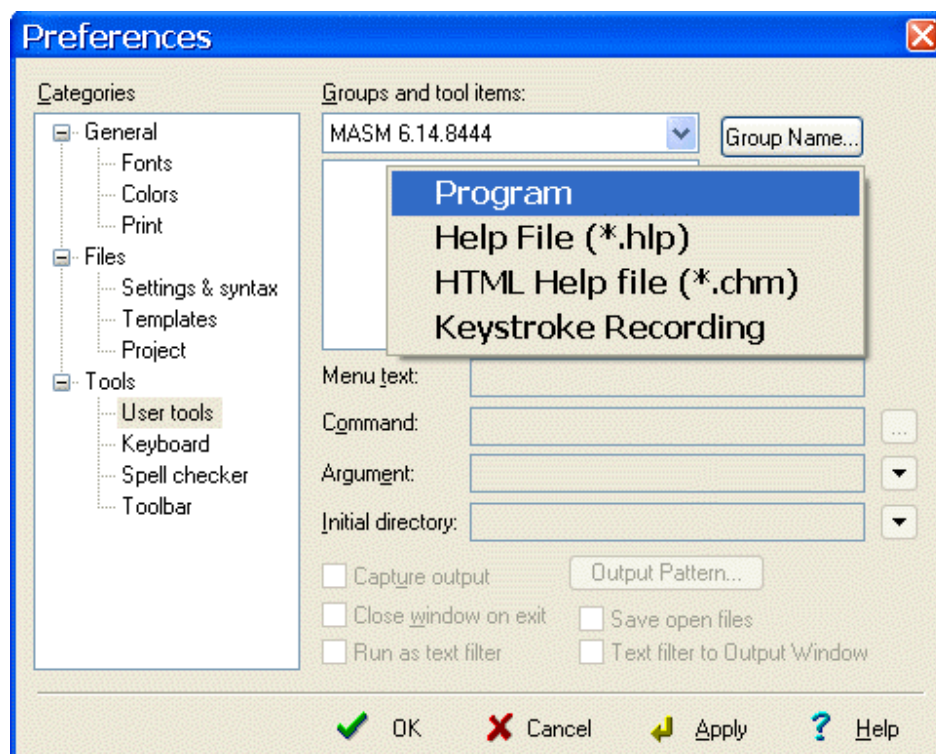 Preferences
Categories
General
Fonts
Colors
Print
Files
Settings & syntax
Templates
Project
Tools
User tools
Keyboard
Spell checker
Toolbar
Groups and tool items:
MASM 6.14.8444
Group Name...
Program
Help File (*.hlp)
HTML Help file (*.chm)
Keystroke Recording
Menu text:
Command:
...
Argument:
Initial directory:
Capture output
Output Pattern...
Close window on exit
Save open files
Run as text filter
Text filter to Output Window
OK
Cancel
Apply
? Help